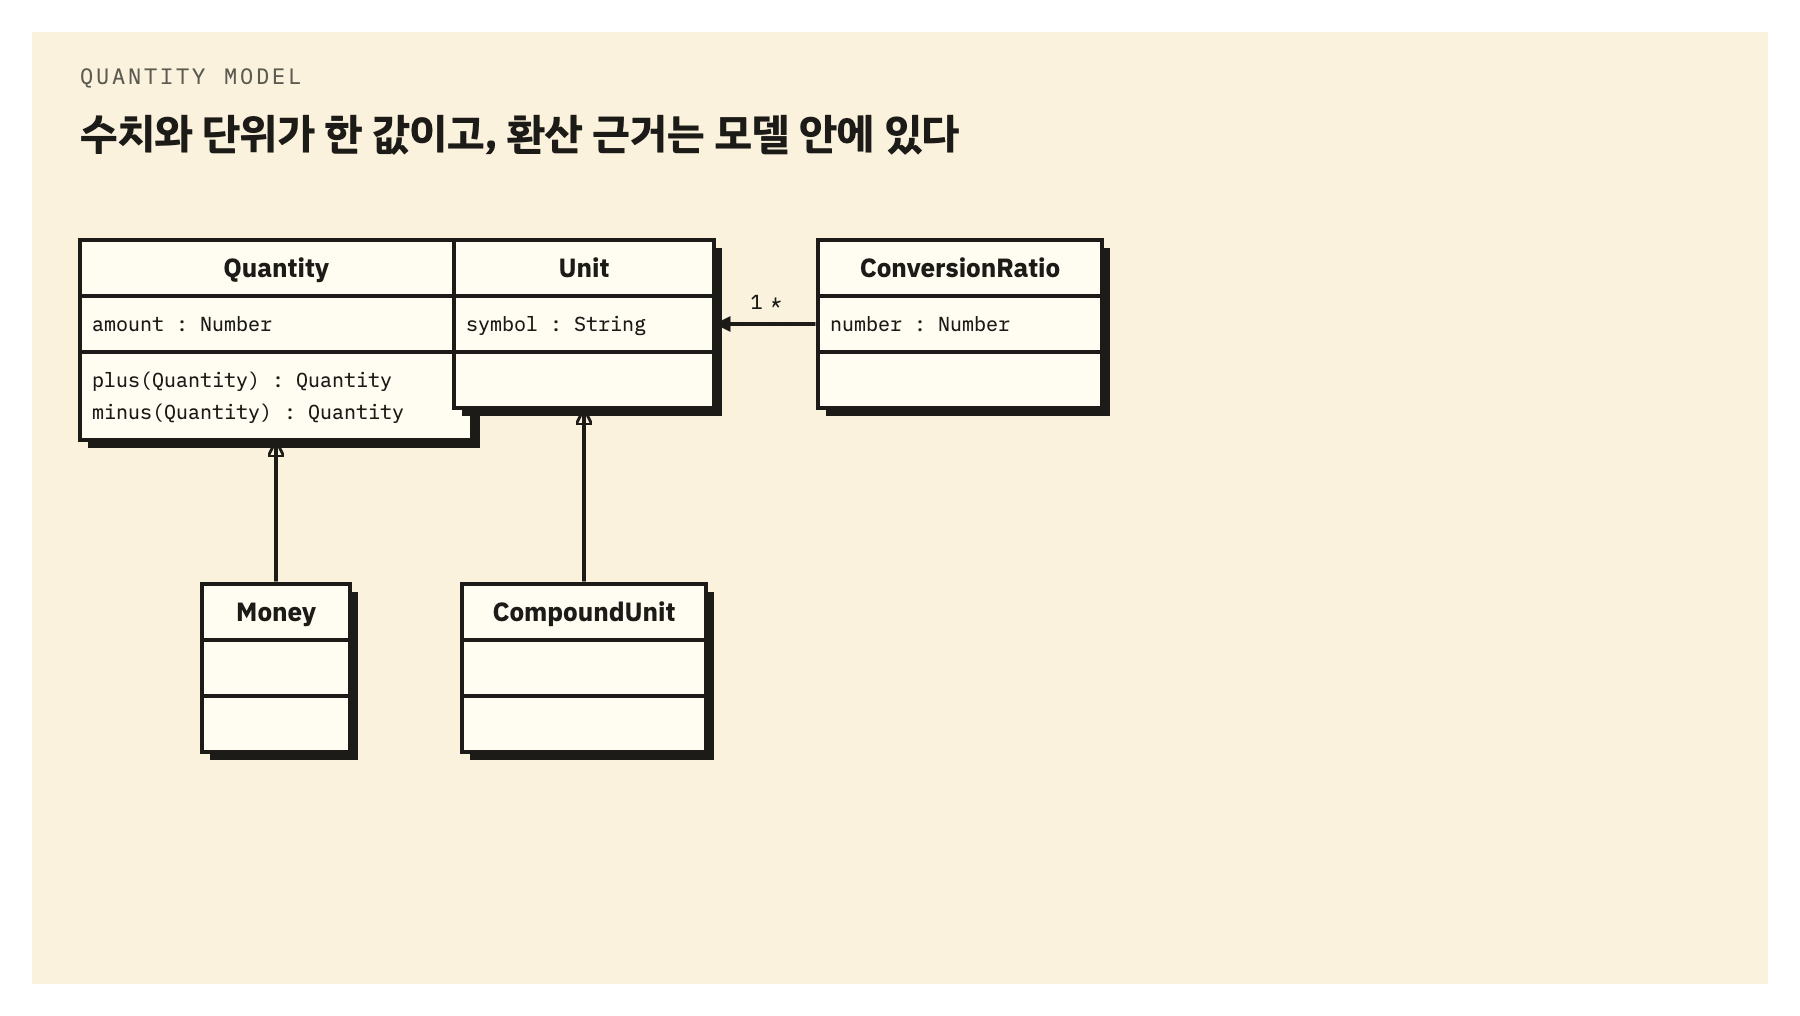 QUANTITY MODEL
수치와 단위가 한 값이고, 환산 근거는 모델 안에 있다
Quantity
amount : Number
plus(Quantity) : Quantity
minus(Quantity) : Quantity
Unit
symbol : String
1 *
ConversionRatio
number : Number
Money
CompoundUnit